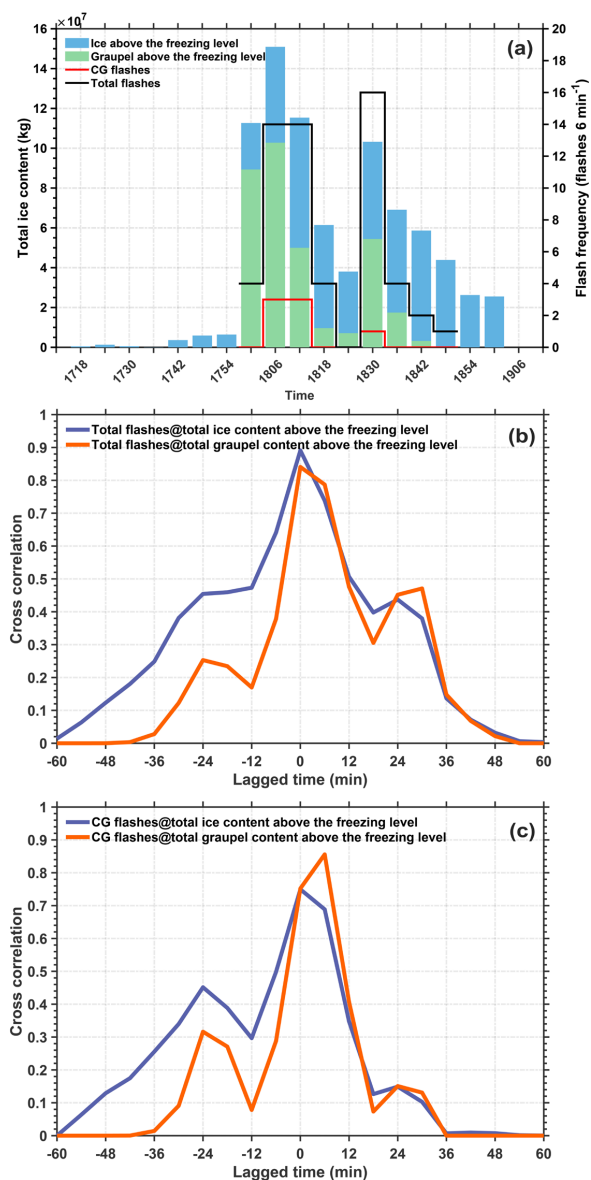 ×10⁷
16 14 12 10 8 6 4 2 0
Total ice content (kg)
Ice above the freezing level
Graupel above the freezing level
CG flashes
Total flashes
(a)
20 18 16 14 12 10 8 6 4 2 0
Flash frequency (flashes 6 min⁻¹)
1718 1730 1742 1754 1806 1818 1830 1842 1854 1906
Time
1 0.9 0.8 0.7 0.6 0.5 0.4 0.3 0.2 0.1 0
Cross correlation
Total flashes@total ice content above the freezing level
Total flashes@total graupel content above the freezing level
(b)
-60 -48 -36 -24 -12 0 12 24 36 48 60
Lagged time (min)
1 0.9 0.8 0.7 0.6 0.5 0.4 0.3 0.2 0.1 0
Cross correlation
CG flashes@total ice content above the freezing level
CG flashes@total graupel content above the freezing level
(c)
-60 -48 -36 -24 -12 0 12 24 36 48 60
Lagged time (min)